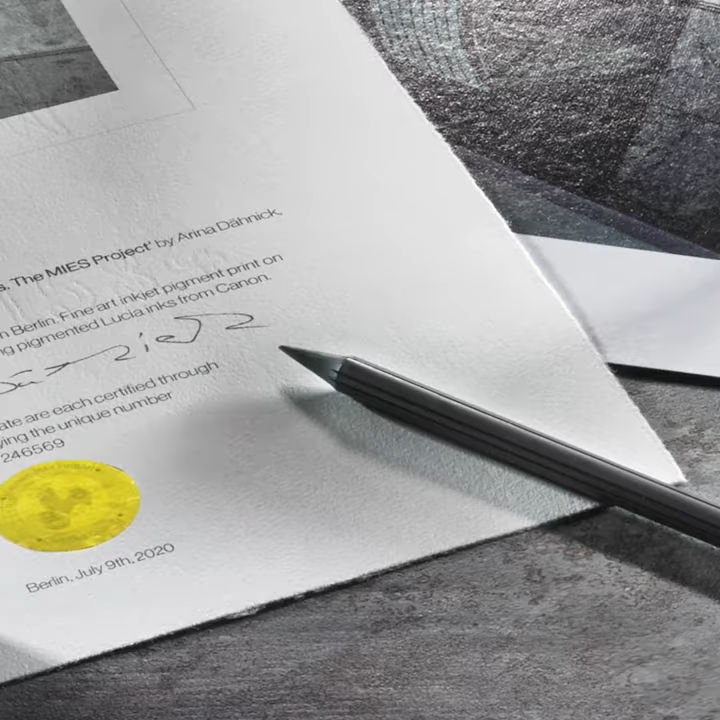 s. The MIES Project' by Arina Dähnick,
n Berlin. Fine art inkjet pigment print on
ng pigmented Lucia inks from Canon.
ate are each certified through
ying the unique number
246569
Berlin, July 9th, 2020